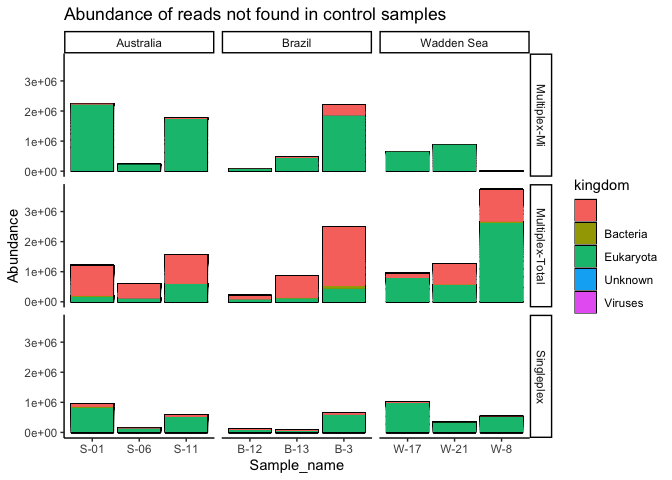 Abundance of reads not found in control samples
Australia
Brazil
Wadden Sea
3e+06
2e+06
1e+06
0e+00
Multiplex-Mi
3e+06
2e+06
1e+06
0e+00
Multiplex-Total
3e+06
2e+06
1e+06
0e+00
Singleplex
Abundance
S-01 S-06 S-11 B-12 B-13 B-3 W-17 W-21 W-8
Sample_name
kingdom
Bacteria
Eukaryota
Unknown
Viruses